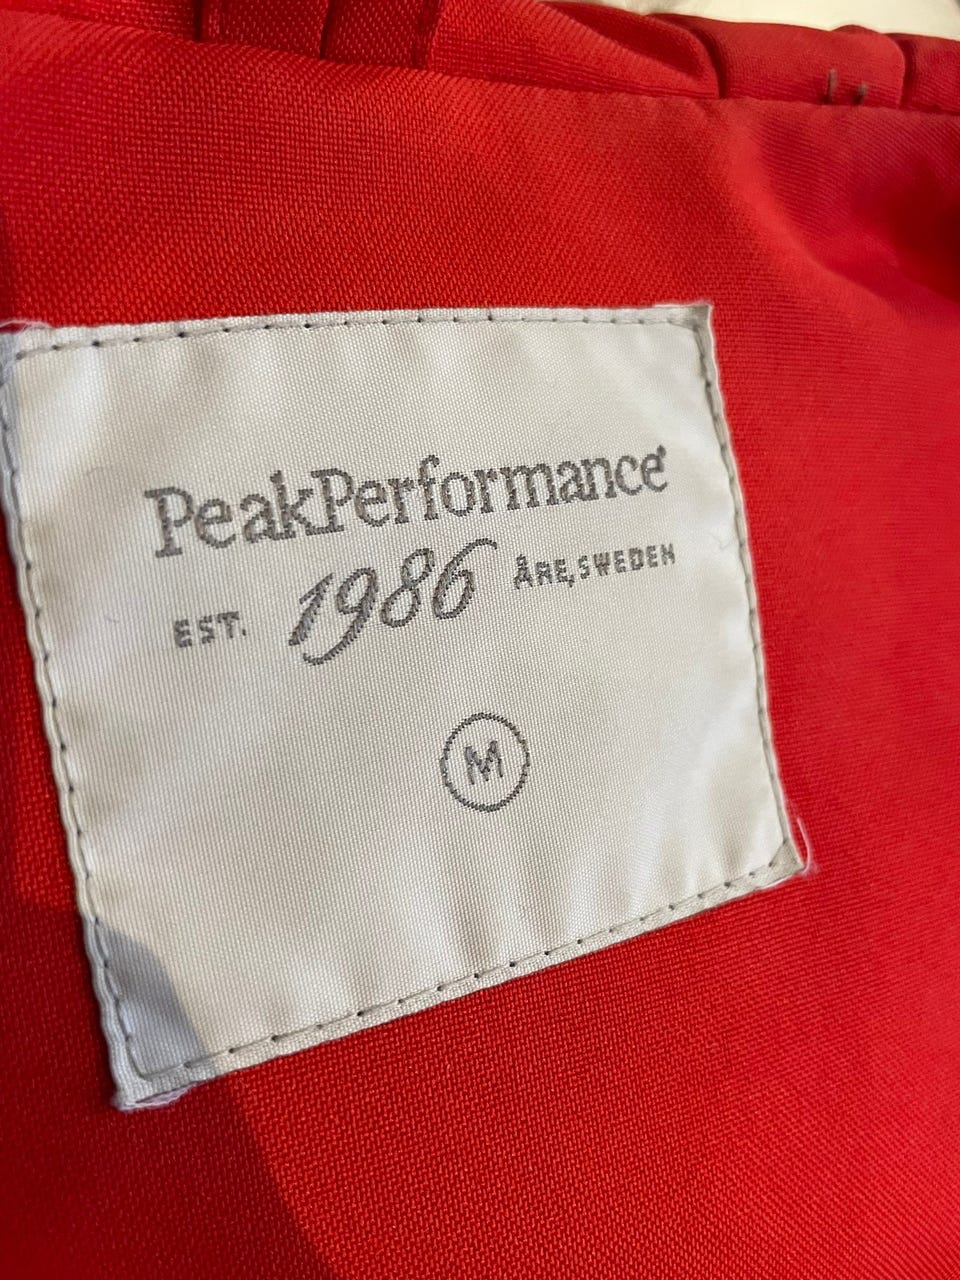 PeakPerformance
EST. 1986 ÅRE, SWEDEN
M